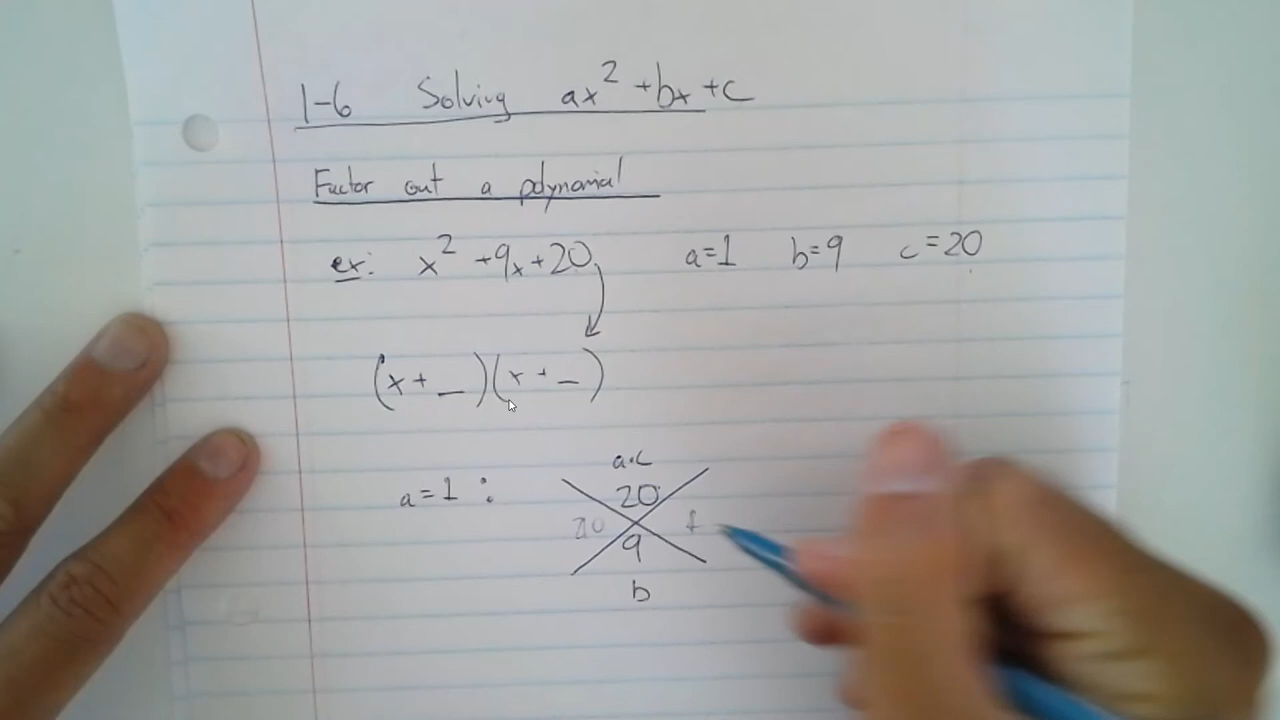 1-6 Solving ax² +bx +c
Factor out a polynomial
ex: x² +9x+20 a=1 b=9 c=20
(x+_)(x+_)
a·c
a=1 : 20
9
b